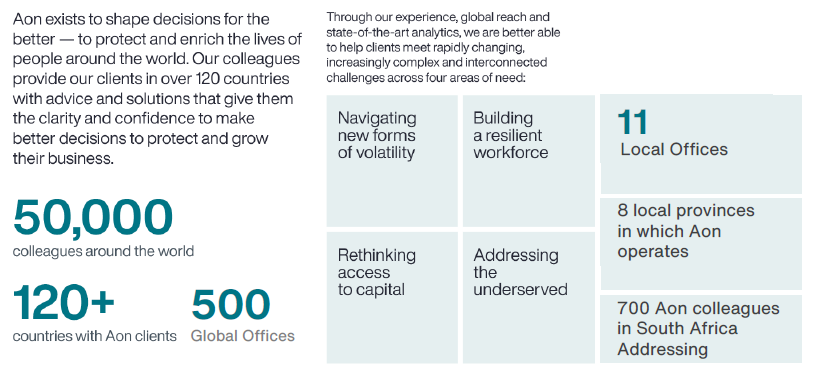 Aon exists to shape decisions for the
better — to protect and enrich the lives of
people around the world. Our colleagues
provide our clients in over 120 countries
with advice and solutions that give them
the clarity and confidence to make
better decisions to protect and grow
their business.
50,000
colleagues around the world
120+
countries with Aon clients
500
Global Offices
Through our experience, global reach and
state-of-the-art analytics, we are better able
to help clients meet rapidly changing,
increasingly complex and interconnected
challenges across four areas of need:
Navigating
new forms
of volatility
Building
a resilient
workforce
Rethinking
access
to capital
Addressing
the
underserved
11
Local Offices
8 local provinces
in which Aon
operates
700 Aon colleagues
in South Africa
Addressing